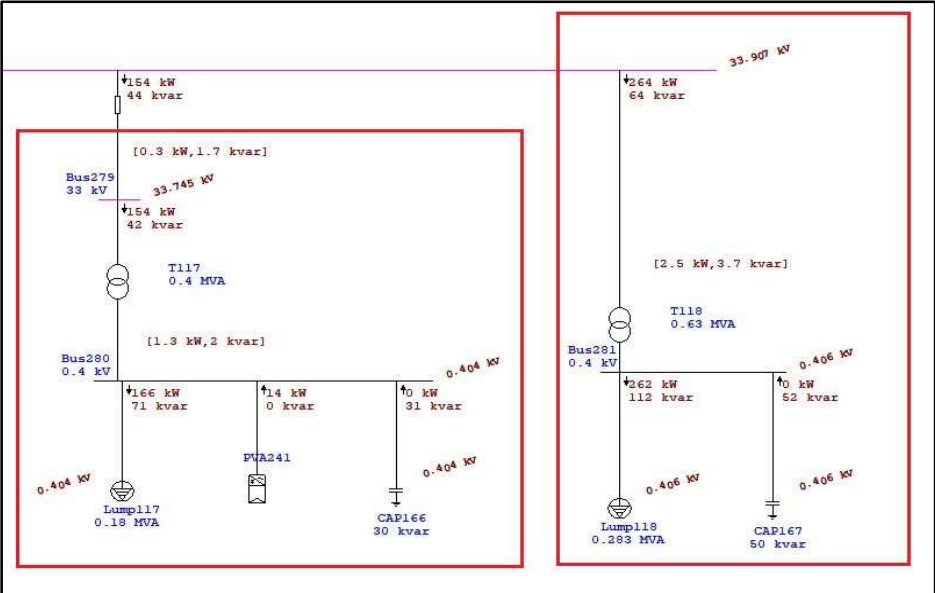 33.907 kV
154 kW
44 kvar
264 kW
64 kvar
[0.3 kW,1.7 kvar]
Bus279
33 kV
33.745 kV
154 kW
42 kvar
T117
0.4 MVA
[2.5 kW,3.7 kvar]
T118
0.63 MVA
[1.3 kW,2 kvar]
Bus280
0.4 kV
0.404 kV
Bus281
0.4 kV
0.406 kV
166 kW
71 kvar
14 kW
0 kvar
0 kW
31 kvar
262 kW
112 kvar
0 kW
52 kvar
0.404 kV
PVA241
0.404 kV
0.406 kV
0.406 kV
Lump117
0.18 MVA
CAP166
30 kvar
Lump118
0.283 MVA
CAP167
50 kvar